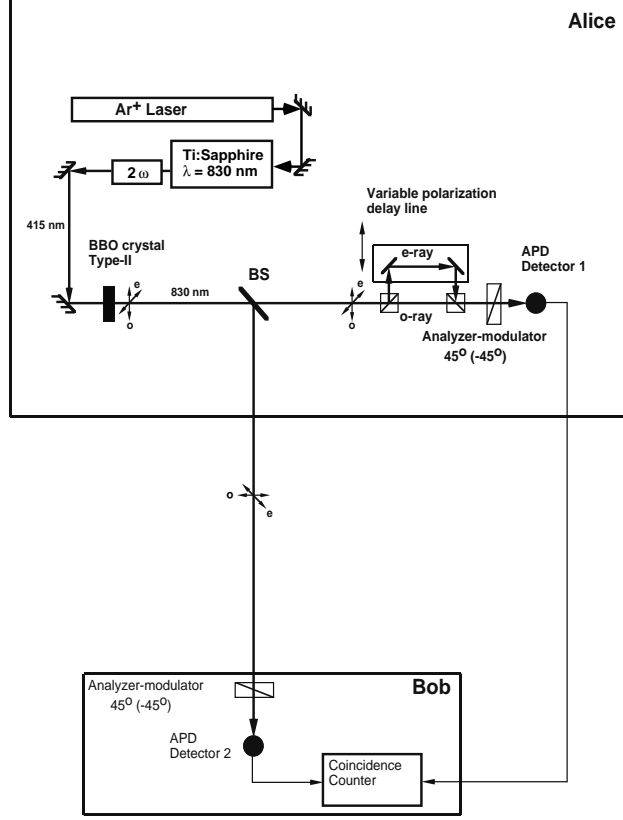 Alice
Ar+ Laser
Ti:Sapphire
λ = 830 nm
2 ω
Variable polarization
delay line
415 nm
BBO crystal
Type-II
e
o
830 nm
BS
e
o
e-ray
o-ray
APD
Detector 1
Analyzer-modulator
45o (-45o)
o
e
Bob
Analyzer-modulator
45o (-45o)
APD
Detector 2
Coincidence
Counter